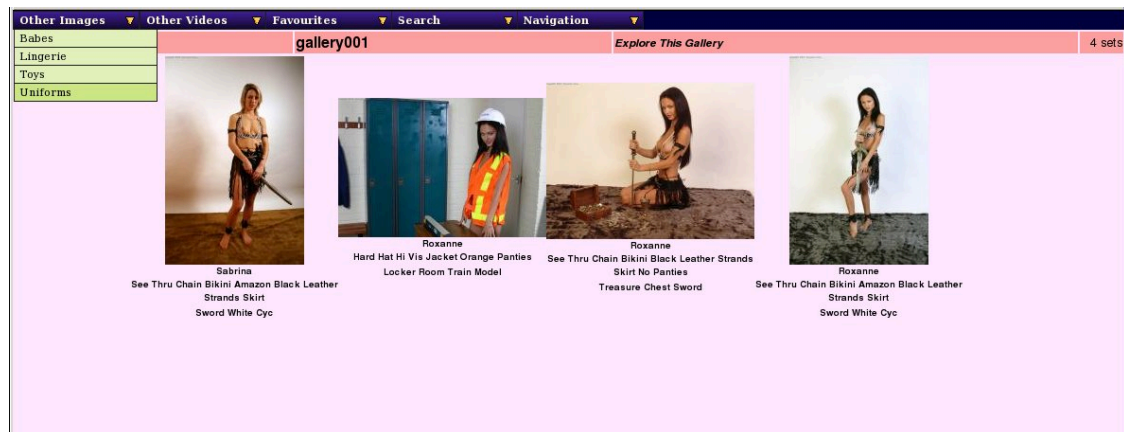 Other Images
Other Videos
Favourites
Search
Navigation
Babes
Lingerie
Toys
Uniforms
gallery001
Explore This Gallery
4 sets
Sabrina
See Thru Chain Bikini Amazon Black Leather
Strands Skirt
Sword White Cyc
Roxanne
Hard Hat Hi Vis Jacket Orange Panties
Locker Room Train Model
Roxanne
See Thru Chain Bikini Black Leather Strands
Skirt No Panties
Treasure Chest Sword
Roxanne
See Thru Chain Bikini Amazon Black Leather
Strands Skirt
Sword White Cyc